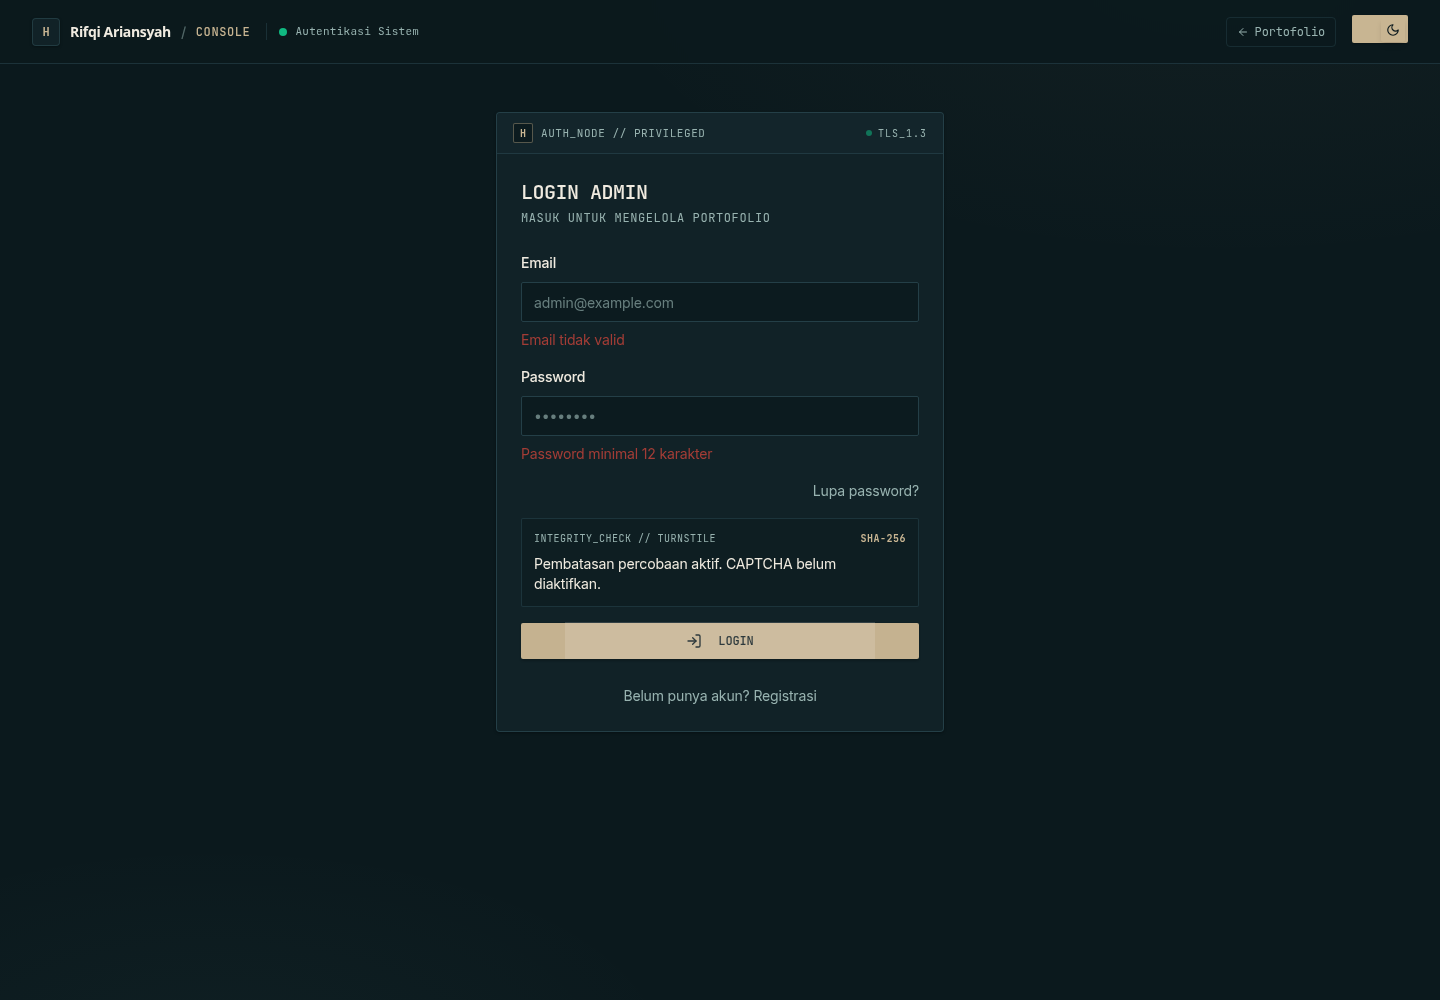 H Rifqi Ariansyah / CONSOLE Autentikasi Sistem Portofolio
H AUTH_NODE // PRIVILEGED TLS_1.3
LOGIN ADMIN
MASUK UNTUK MENGELOLA PORTOFOLIO
Email
admin@example.com
Email tidak valid
Password
••••••••
Password minimal 12 karakter
Lupa password?
INTEGRITY_CHECK // TURNSTILE SHA-256
Pembatasan percobaan aktif. CAPTCHA belum
diaktifkan.
LOGIN
Belum punya akun? Registrasi